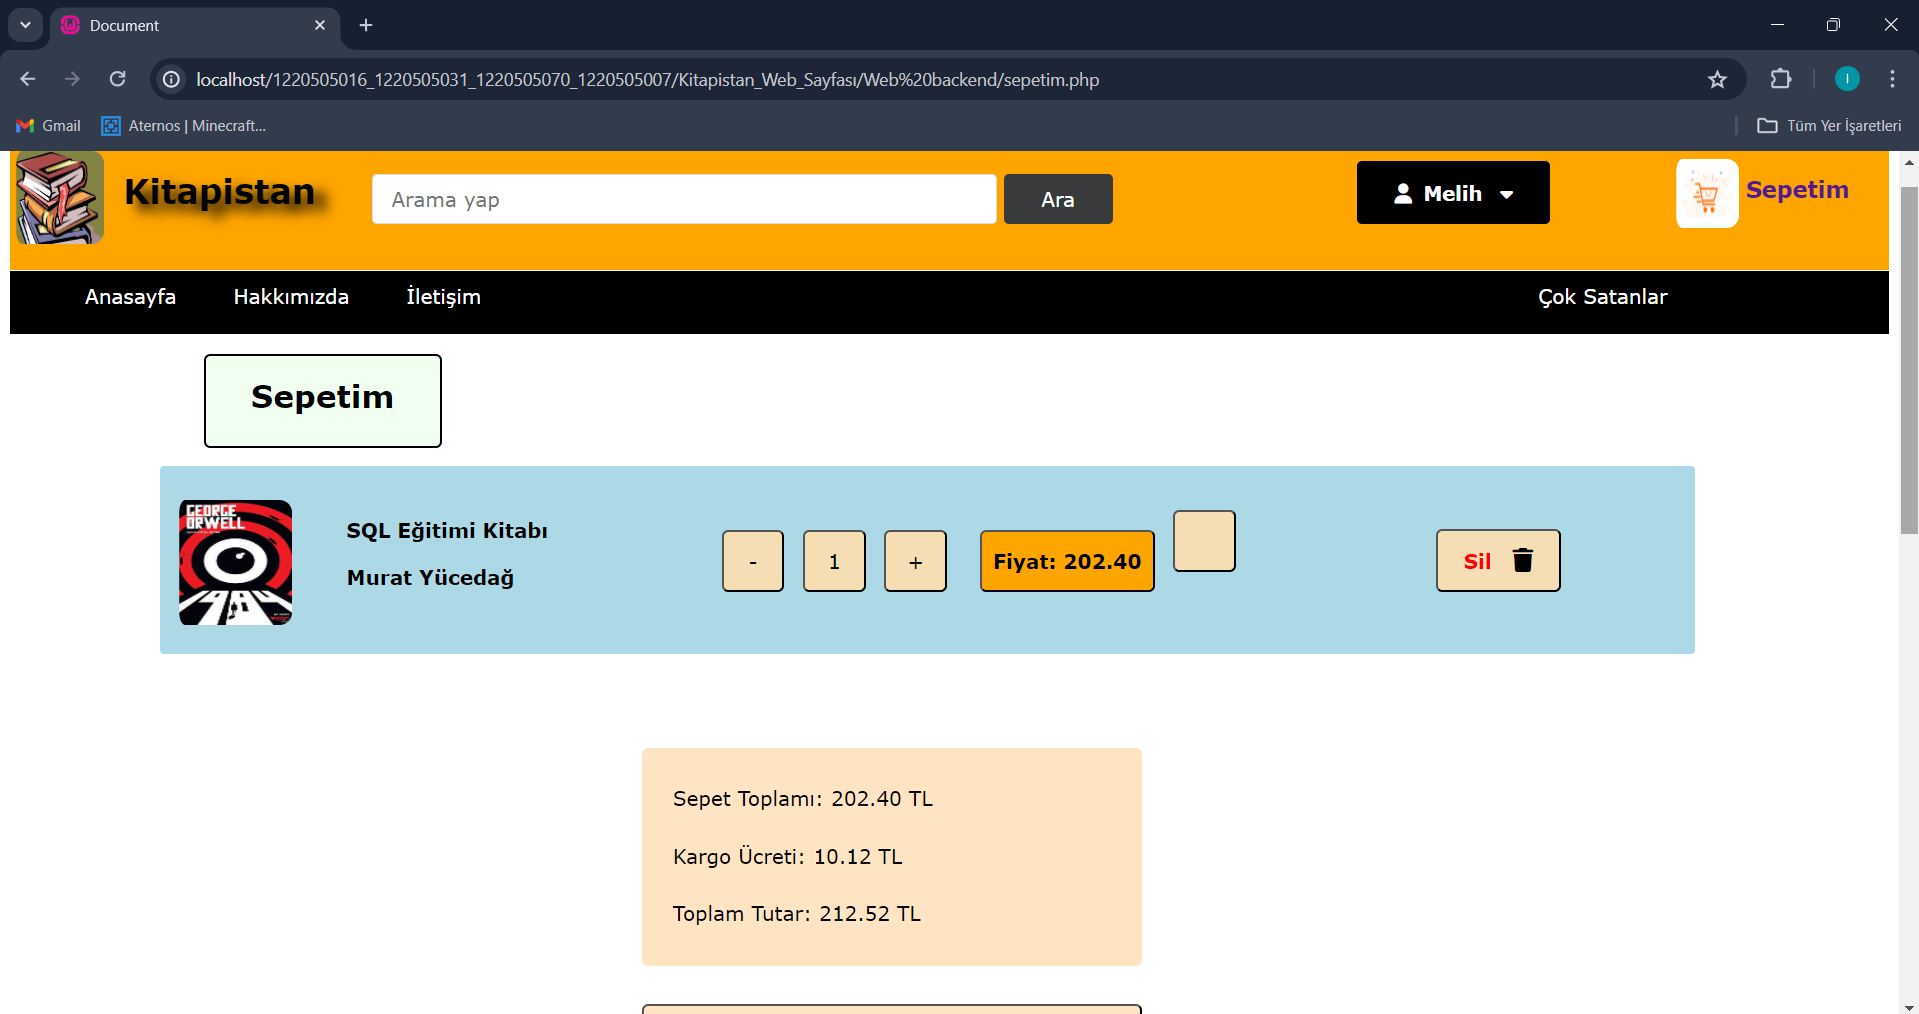 Document
localhost/1220505016_1220505031_1220505070_1220505007/Kitapistan_Web_Sayfası/Web%20backend/sepetim.php
I
Gmail
Aternos | Minecraft...
Tüm Yer İşaretleri
Kitapistan
Arama yap
Ara
Melih
Sepetim
Anasayfa
Hakkımızda
İletişim
Çok Satanlar
Sepetim
GEORGE
ORWELL
1984
SQL Eğitimi Kitabı
Murat Yücedağ
-
1
+
Fiyat: 202.40
Sil
Sepet Toplamı: 202.40 TL
Kargo Ücreti: 10.12 TL
Toplam Tutar: 212.52 TL